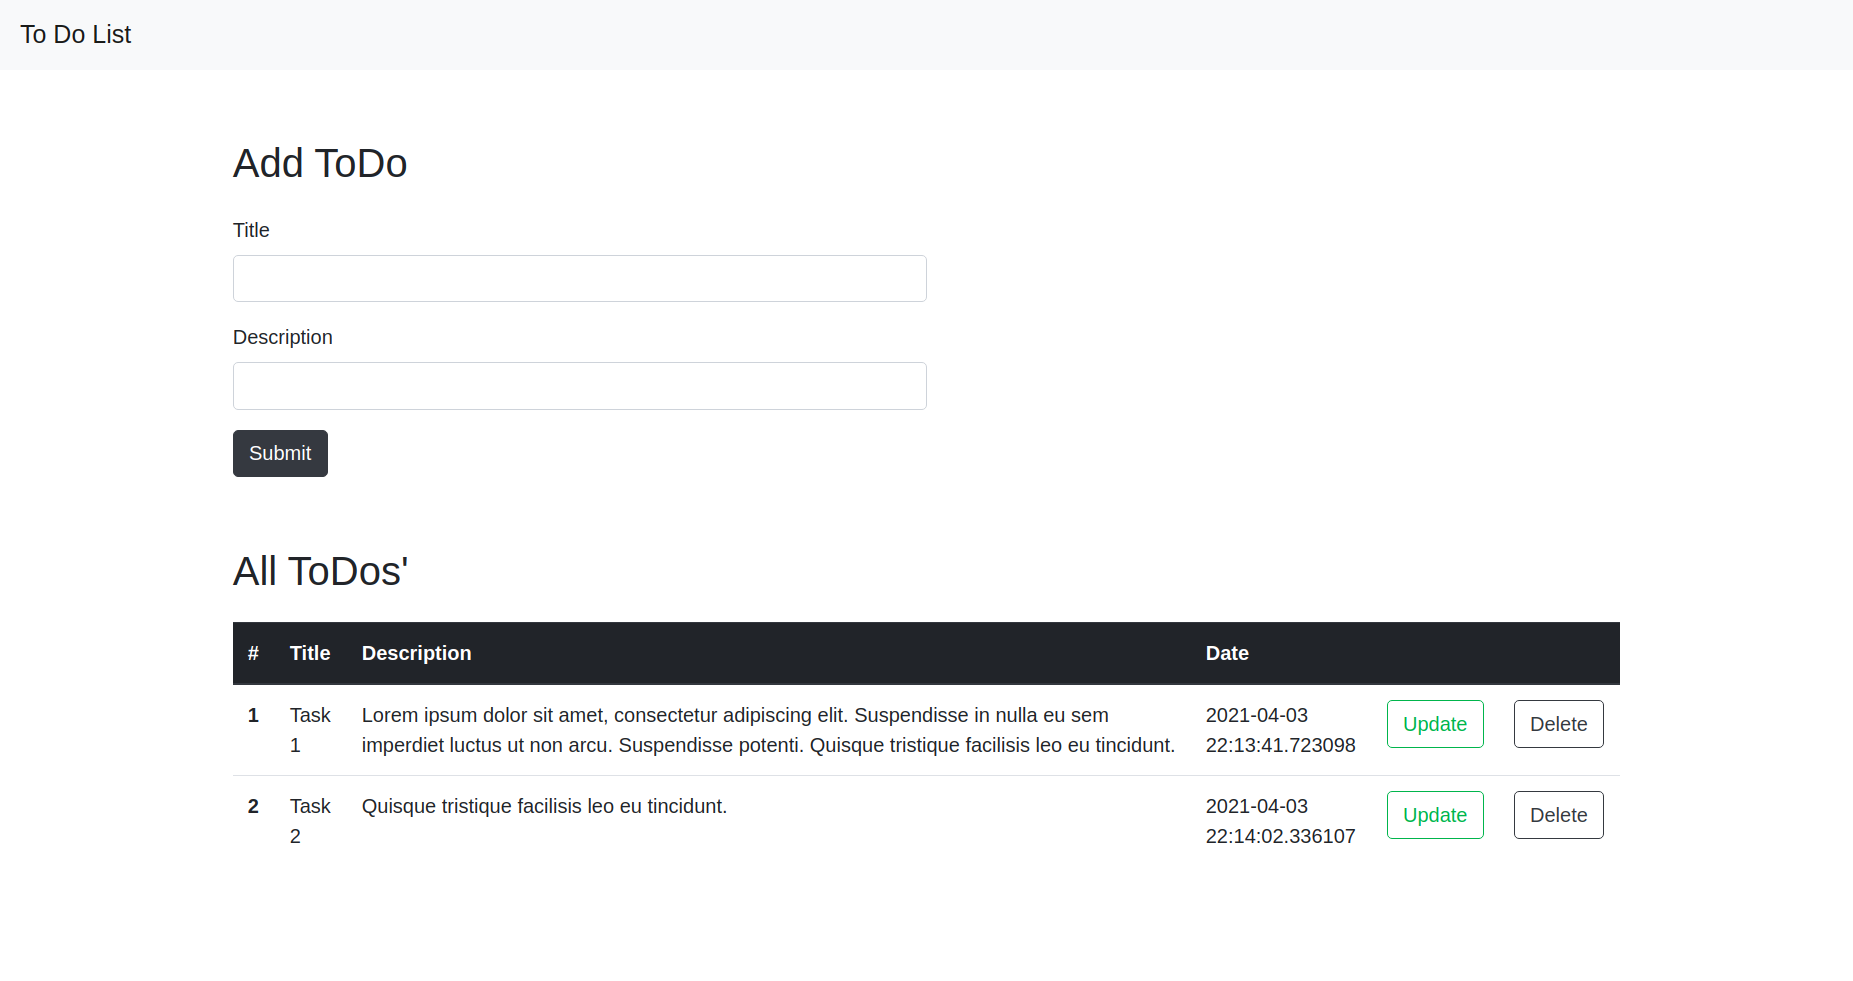 To Do List
Add ToDo
Title
Description
Submit
All ToDos'
# Title Description Date
1 Task 1 Lorem ipsum dolor sit amet, consectetur adipiscing elit. Suspendisse in nulla eu sem imperdiet luctus ut non arcu. Suspendisse potenti. Quisque tristique facilisis leo eu tincidunt. 2021-04-03 22:13:41.723098 Update Delete
2 Task 2 Quisque tristique facilisis leo eu tincidunt. 2021-04-03 22:14:02.336107 Update Delete